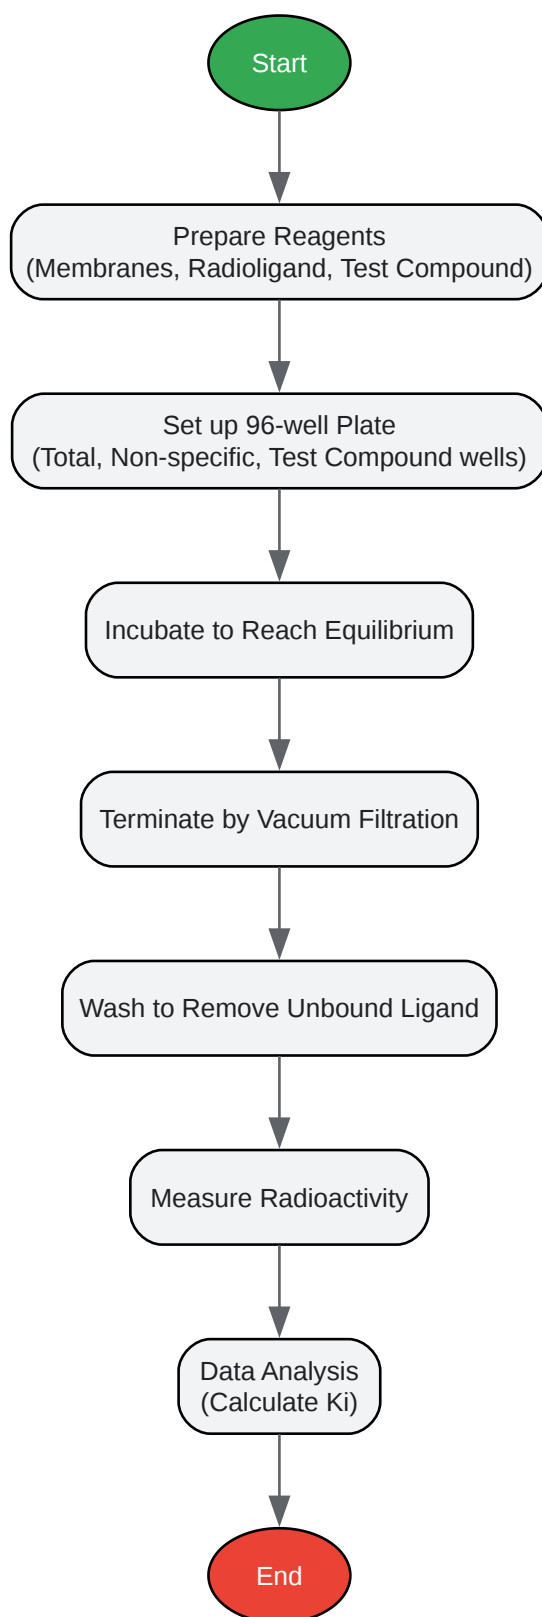 Start
Prepare Reagents
(Membranes, Radioligand, Test Compound)
Set up 96-well Plate
(Total, Non-specific, Test Compound wells)
Incubate to Reach Equilibrium
Terminate by Vacuum Filtration
Wash to Remove Unbound Ligand
Measure Radioactivity
Data Analysis
(Calculate Ki)
End